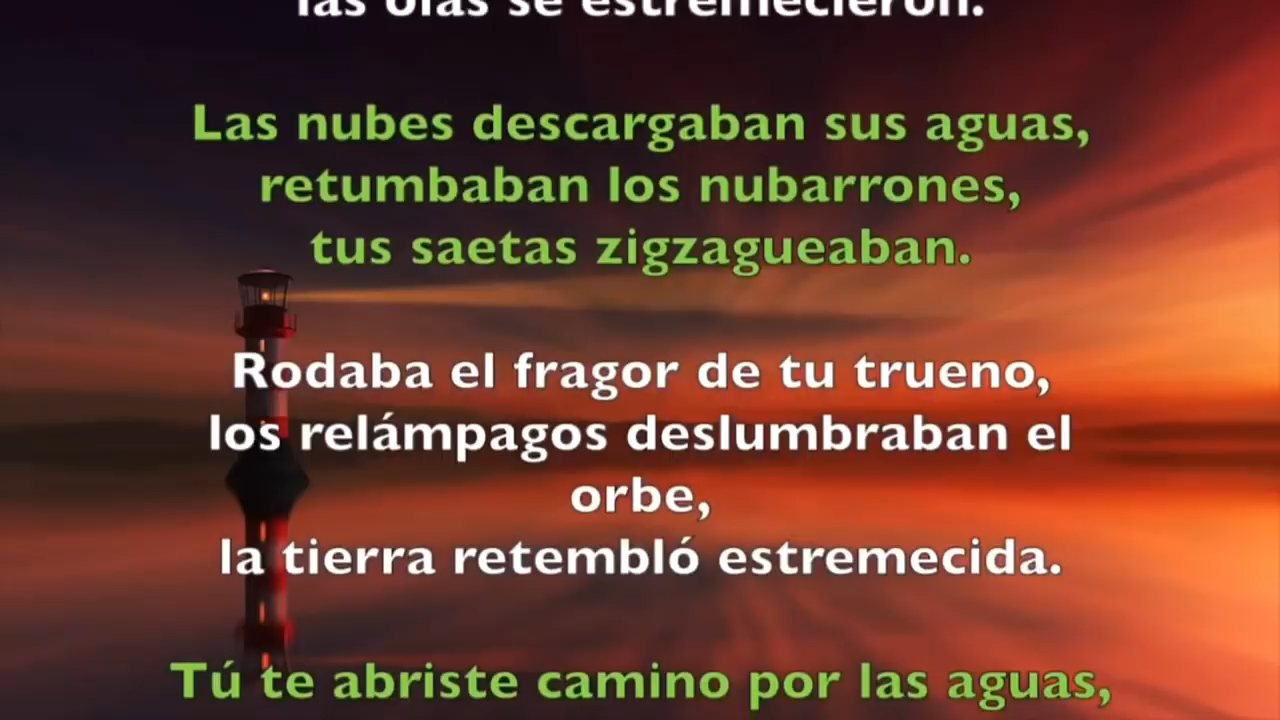 las olas se estremecieron.
Las nubes descargaban sus aguas,
retumbaban los nubarrones,
tus saetas zigzagueaban.
Rodaba el fragor de tu trueno,
los relámpagos deslumbraban el
orbe,
la tierra retembló estremecida.
Tú te abriste camino por las aguas,